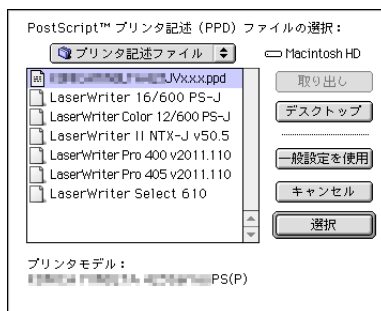 PostScript™ プリンタ記述（PPD）ファイルの選択：
プリンタ記述ファイル
Macintosh HD
JVx.x.ppd
LaserWriter 16/600 PS-J
LaserWriter Color 12/600 PS-J
LaserWriter II NTX-J v50.5
LaserWriter Pro 400 v2011.110
LaserWriter Pro 405 v2011.110
LaserWriter Select 610
取り出し
デスクトップ
一般設定を使用
キャンセル
選択
プリンタモデル：
PS(P)